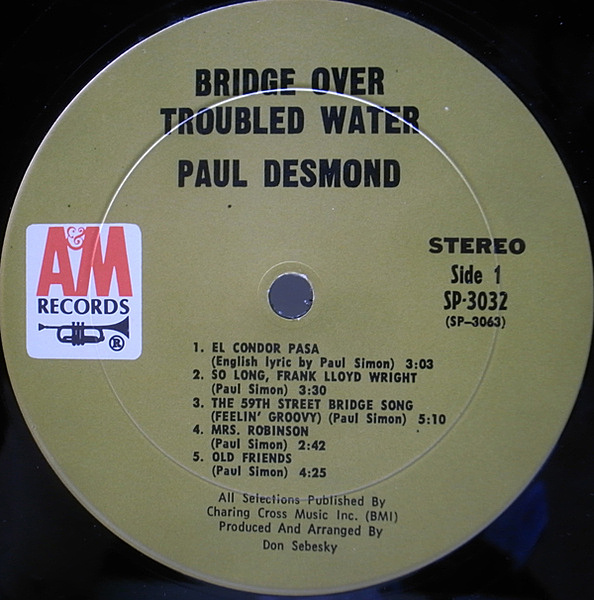 BRIDGE OVER
TROUBLED WATER
PAUL DESMOND
A&M
RECORDS
®
STEREO
Side 1
SP-3032
(SP-3063)
1. EL CONDOR PASA
(English lyric by Paul Simon) 3:03
2. SO LONG, FRANK LLOYD WRIGHT
(Paul Simon) 3:30
3. THE 59TH STREET BRIDGE SONG
(FEELIN' GROOVY) (Paul Simon) 5:10
4. MRS. ROBINSON
(Paul Simon) 2:42
5. OLD FRIENDS
(Paul Simon) 4:25
All Selections Published By
Charing Cross Music Inc. (BMI)
Produced And Arranged By
Don Sebesky